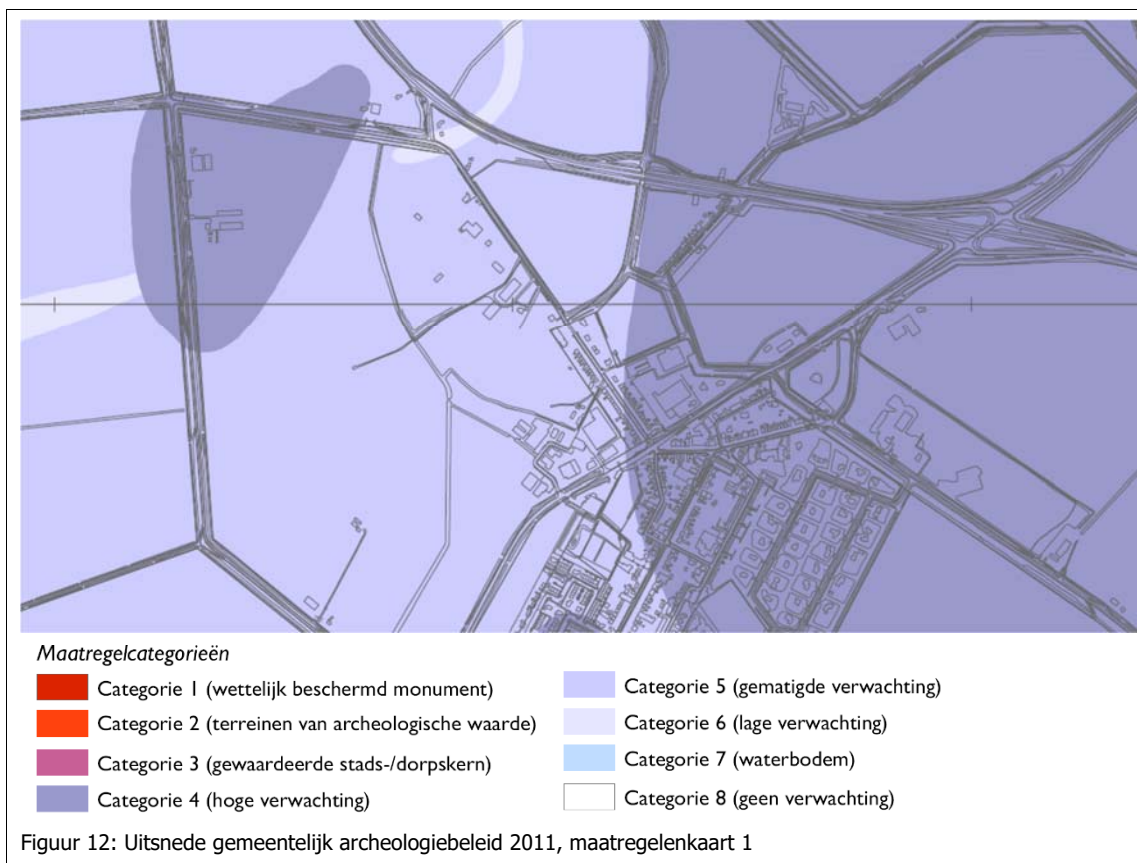 Maatregelcategorieën
Categorie 1 (wettelijk beschermd monument)
Categorie 2 (terreinen van archeologische waarde)
Categorie 3 (gewaardeerde stads-/dorpskern)
Categorie 4 (hoge verwachting)
Categorie 5 (gematigde verwachting)
Categorie 6 (lage verwachting)
Categorie 7 (waterbodem)
Categorie 8 (geen verwachting)
Figuur 12: Uitsnede gemeentelijk archeologiebeleid 2011, maatregelenkaart 1